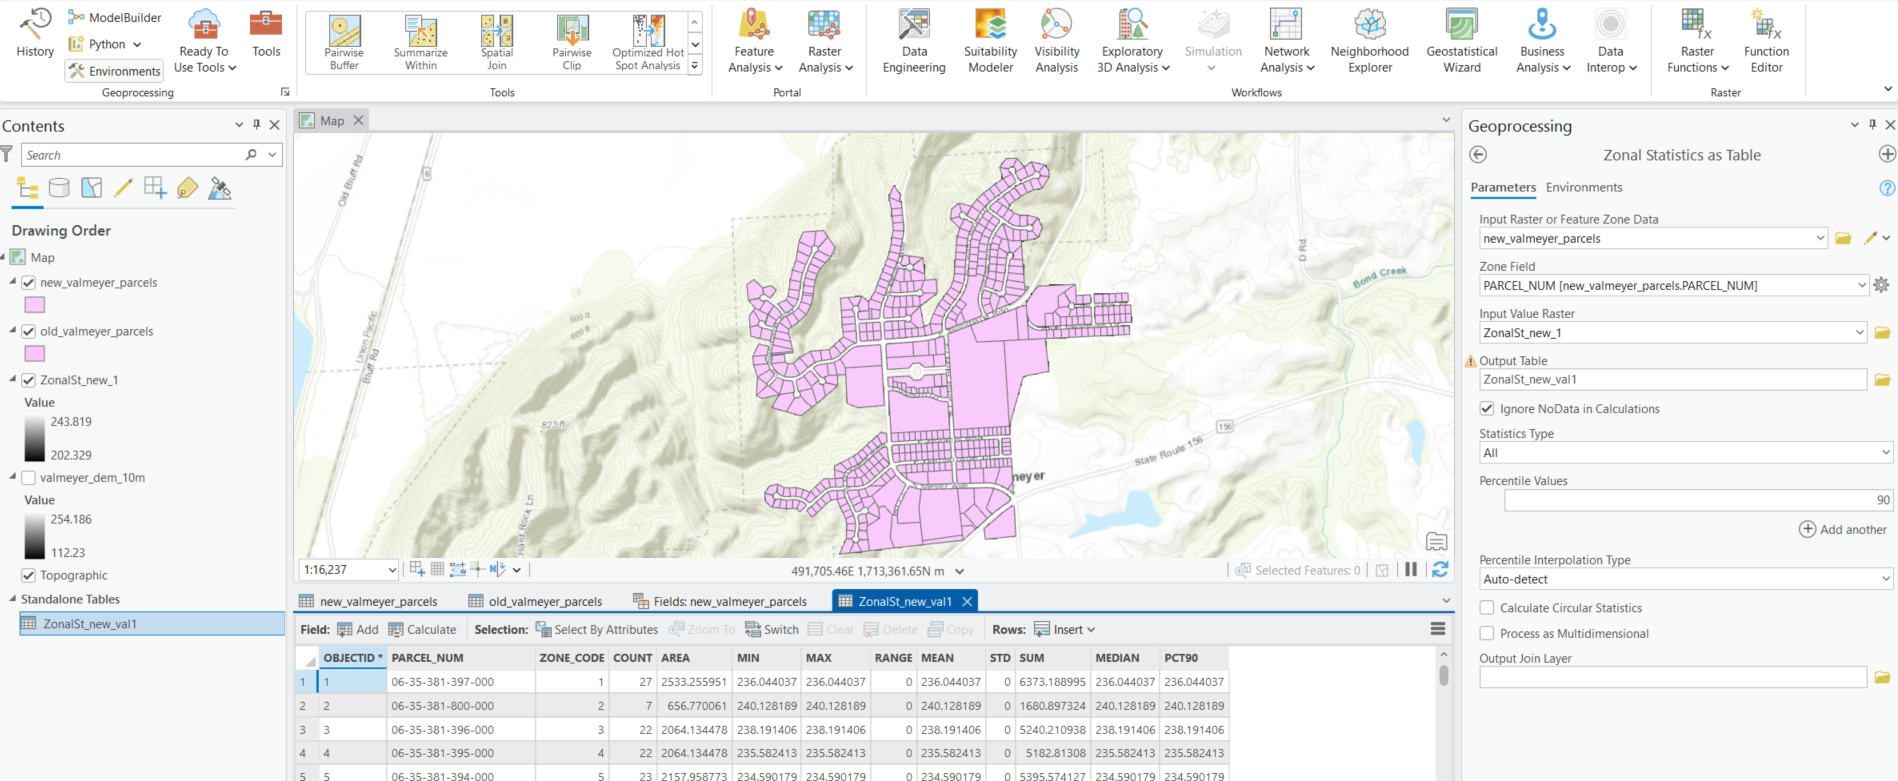 History
ModelBuilder
Python
Environments
Ready To
Use Tools
Tools
Geoprocessing
Pairwise
Buffer
Summarize
Within
Spatial
Join
Pairwise
Clip
Optimized Hot
Spot Analysis
Tools
Feature
Analysis
Raster
Analysis
Portal
Data
Engineering
Suitability
Modeler
Visibility
Analysis
Exploratory
3D Analysis
Simulation
Network
Analysis
Neighborhood
Explorer
Geostatistical
Wizard
Business
Analysis
Data
Interop
Workflows
Raster
Functions
Function
Editor
Raster
Contents
Search
Drawing Order
Map
new_valmeyer_parcels
old_valmeyer_parcels
ZonalSt_new_1
Value
243.819
202.329
valmeyer_dem_10m
Value
254.186
112.23
Topographic
Standalone Tables
ZonalSt_new_val1
Map
Old Bluff Rd
Union Pacific
Bluff Rd
500 ft
600 ft
823 ft
Hard Rock Ln
D Rd
Bond Creek
156
State Route 156
meyer
1:16,237
491,705.46E 1,713,361.65N m
Selected Features: 0
new_valmeyer_parcels
old_valmeyer_parcels
Fields: new_valmeyer_parcels
ZonalSt_new_val1
Field: Add Calculate Selection: Select By Attributes Zoom To Switch Clear Delete Copy Rows: Insert
OBJECTID * PARCEL_NUM ZONE_CODE COUNT AREA MIN MAX RANGE MEAN STD SUM MEDIAN PCT90
1 1 06-35-381-397-000 1 27 2533.255951 236.044037 236.044037 0 236.044037 0 6373.188995 236.044037 236.044037
2 2 06-35-381-800-000 2 7 656.770061 240.128189 240.128189 0 240.128189 0 1680.897324 240.128189 240.128189
3 3 06-35-381-396-000 3 22 2064.134478 238.191406 238.191406 0 238.191406 0 5240.210938 238.191406 238.191406
4 4 06-35-381-395-000 4 22 2064.134478 235.582413 235.582413 0 235.582413 0 5182.81308 235.582413 235.582413
5 5 06-35-381-394-000 5 23 2157.958773 234.590179 234.590179 0 234.590179 0 5395.574127 234.590179 234.590179
Geoprocessing
Zonal Statistics as Table
Parameters Environments
Input Raster or Feature Zone Data
new_valmeyer_parcels
Zone Field
PARCEL_NUM [new_valmeyer_parcels.PARCEL_NUM]
Input Value Raster
ZonalSt_new_1
Output Table
ZonalSt_new_val1
Ignore NoData in Calculations
Statistics Type
All
Percentile Values
90
Add another
Percentile Interpolation Type
Auto-detect
Calculate Circular Statistics
Process as Multidimensional
Output Join Layer